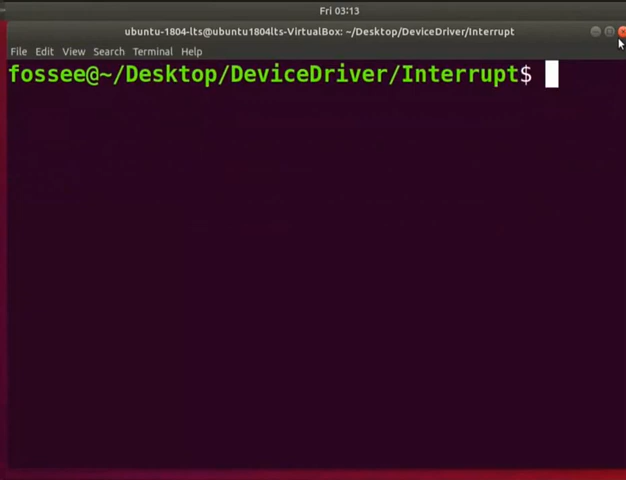 Fri 03:13
ubuntu-1804-lts@ubuntu1804lts-VirtualBox: ~/Desktop/DeviceDriver/Interrupt
File Edit View Search Terminal Help
fossee@~/Desktop/DeviceDriver/Interrupt$